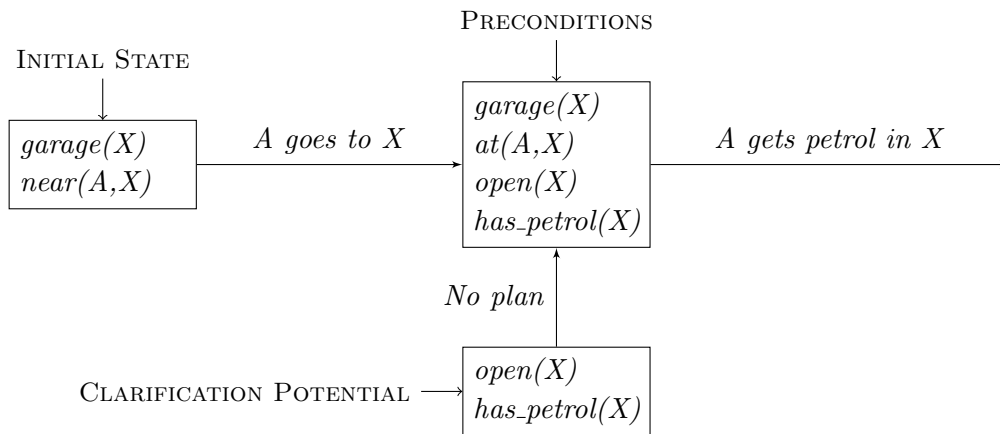 PRECONDITIONS
INITIAL STATE
garage(X)
near(A,X)
A goes to X
garage(X)
at(A,X)
open(X)
has_petrol(X)
A gets petrol in X
No plan
CLARIFICATION POTENTIAL
open(X)
has_petrol(X)